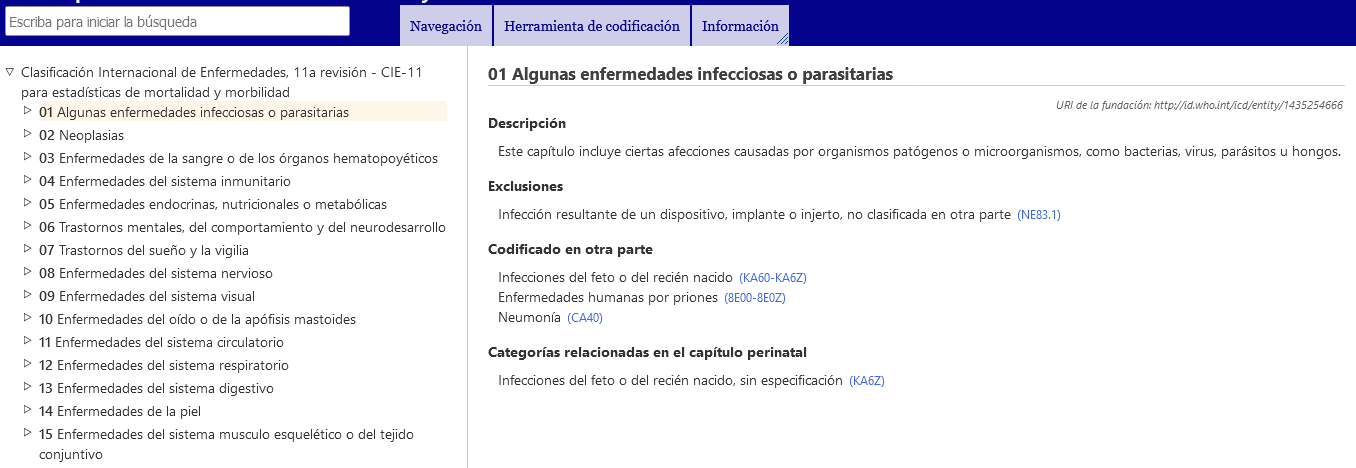 Escriba para iniciar la búsqueda
Navegación
Herramienta de codificación
Información
Clasificación Internacional de Enfermedades, 11a revisión - CIE-11
para estadísticas de mortalidad y morbilidad
01 Algunas enfermedades infecciosas o parasitarias
02 Neoplasias
03 Enfermedades de la sangre o de los órganos hematopoyéticos
04 Enfermedades del sistema inmunitario
05 Enfermedades endocrinas, nutricionales o metabólicas
06 Trastornos mentales, del comportamiento y del neurodesarrollo
07 Trastornos del sueño y la vigilia
08 Enfermedades del sistema nervioso
09 Enfermedades del sistema visual
10 Enfermedades del oído o de la apófisis mastoides
11 Enfermedades del sistema circulatorio
12 Enfermedades del sistema respiratorio
13 Enfermedades del sistema digestivo
14 Enfermedades de la piel
15 Enfermedades del sistema musculo esquelético o del tejido
conjuntivo
01 Algunas enfermedades infecciosas o parasitarias
URI de la fundación: http://id.who.int/icd/entity/1435254666
Descripción
Este capítulo incluye ciertas afecciones causadas por organismos patógenos o microorganismos, como bacterias, virus, parásitos u hongos.
Exclusiones
Infección resultante de un dispositivo, implante o injerto, no clasificada en otra parte (NE83.1)
Codificado en otra parte
Infecciones del feto o del recién nacido (KA60-KA6Z)
Enfermedades humanas por priones (8E00-8E0Z)
Neumonía (CA40)
Categorías relacionadas en el capítulo perinatal
Infecciones del feto o del recién nacido, sin especificación (KA6Z)